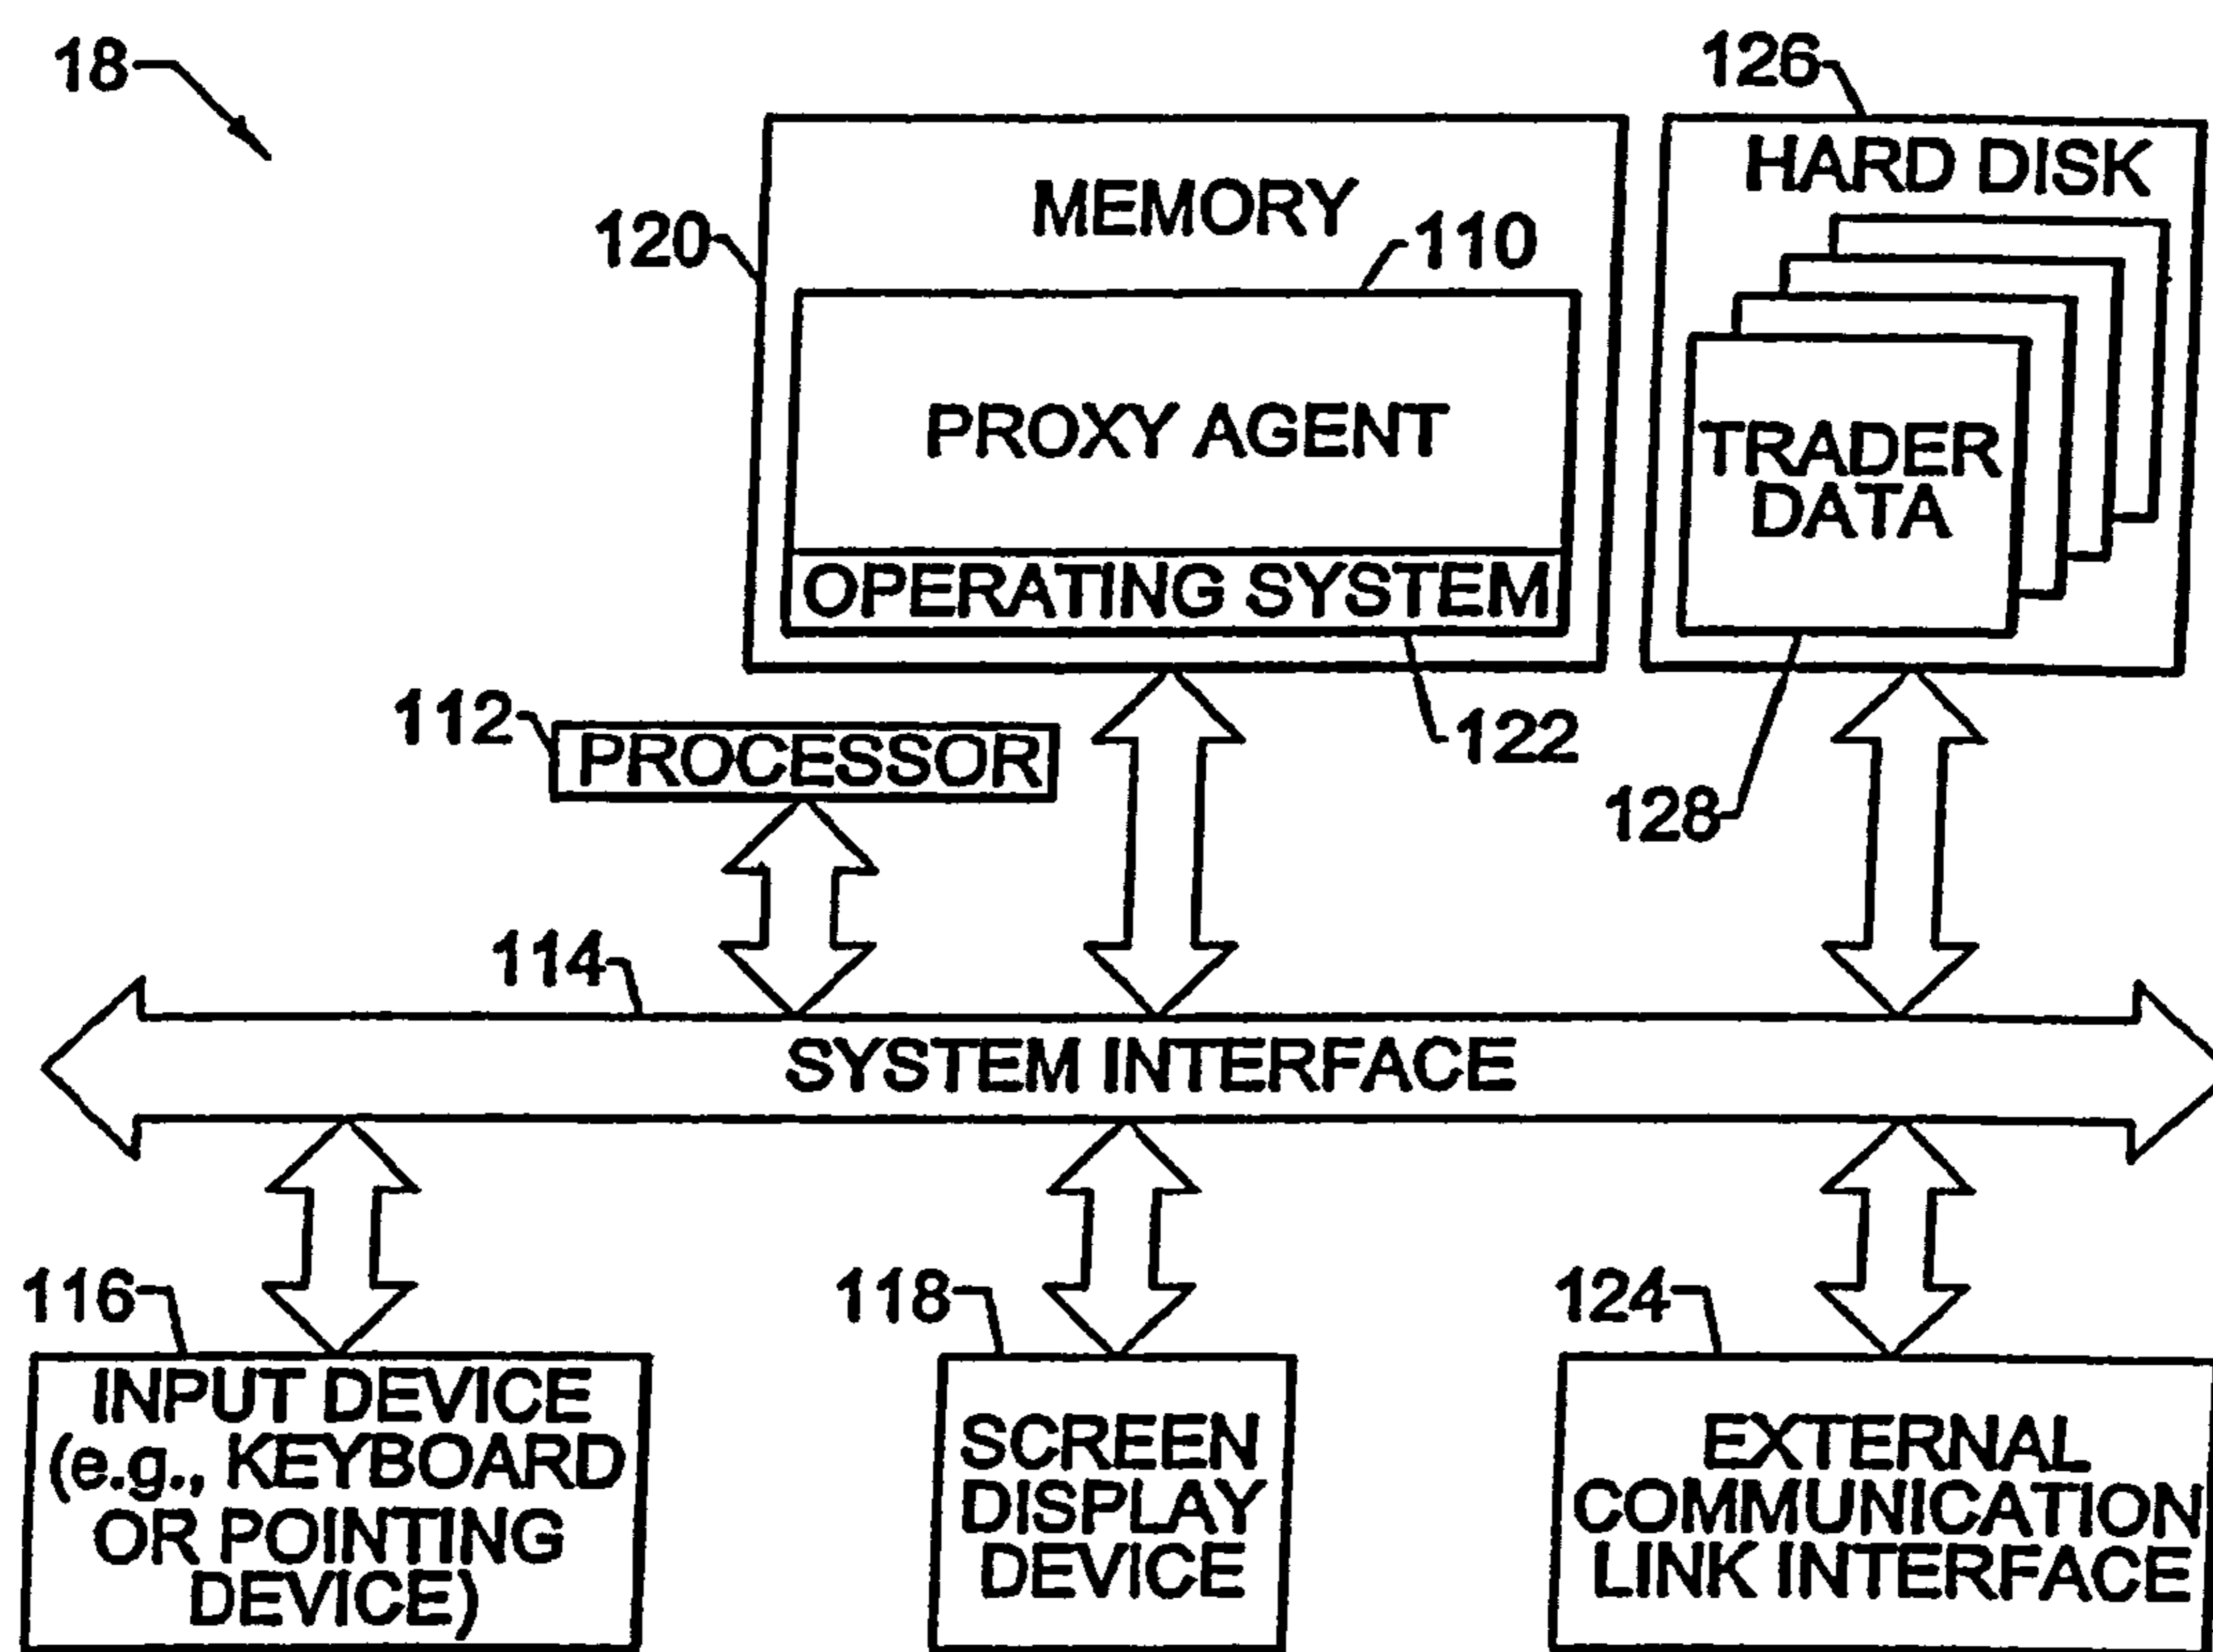 18
126
MEMORY
HARD DISK
120
110
PROXY AGENT
TRADER
DATA
OPERATING SYSTEM
112
PROCESSOR
122
128
114
SYSTEM INTERFACE
116
118
124
INPUT DEVICE
(e.g., KEYBOARD
OR POINTING
DEVICE)
SCREEN
DISPLAY
DEVICE
EXTERNAL
COMMUNICATION
LINK INTERFACE